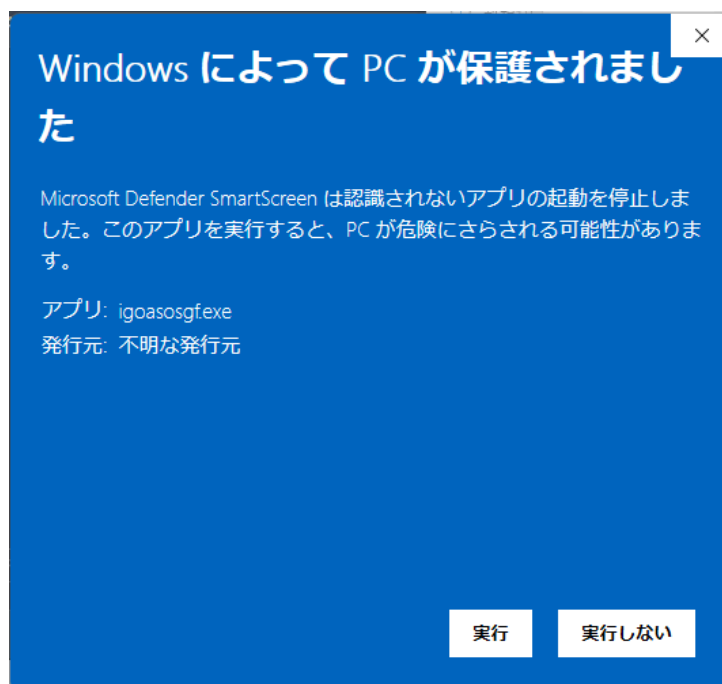 Windows によって PC が保護されまし
た
Microsoft Defender SmartScreen は認識されないアプリの起動を停止しま
した。このアプリを実行すると、PC が危険にさらされる可能性がありま
す。
アプリ: igoasosgf.exe
発行元: 不明な発行元
実行 実行しない